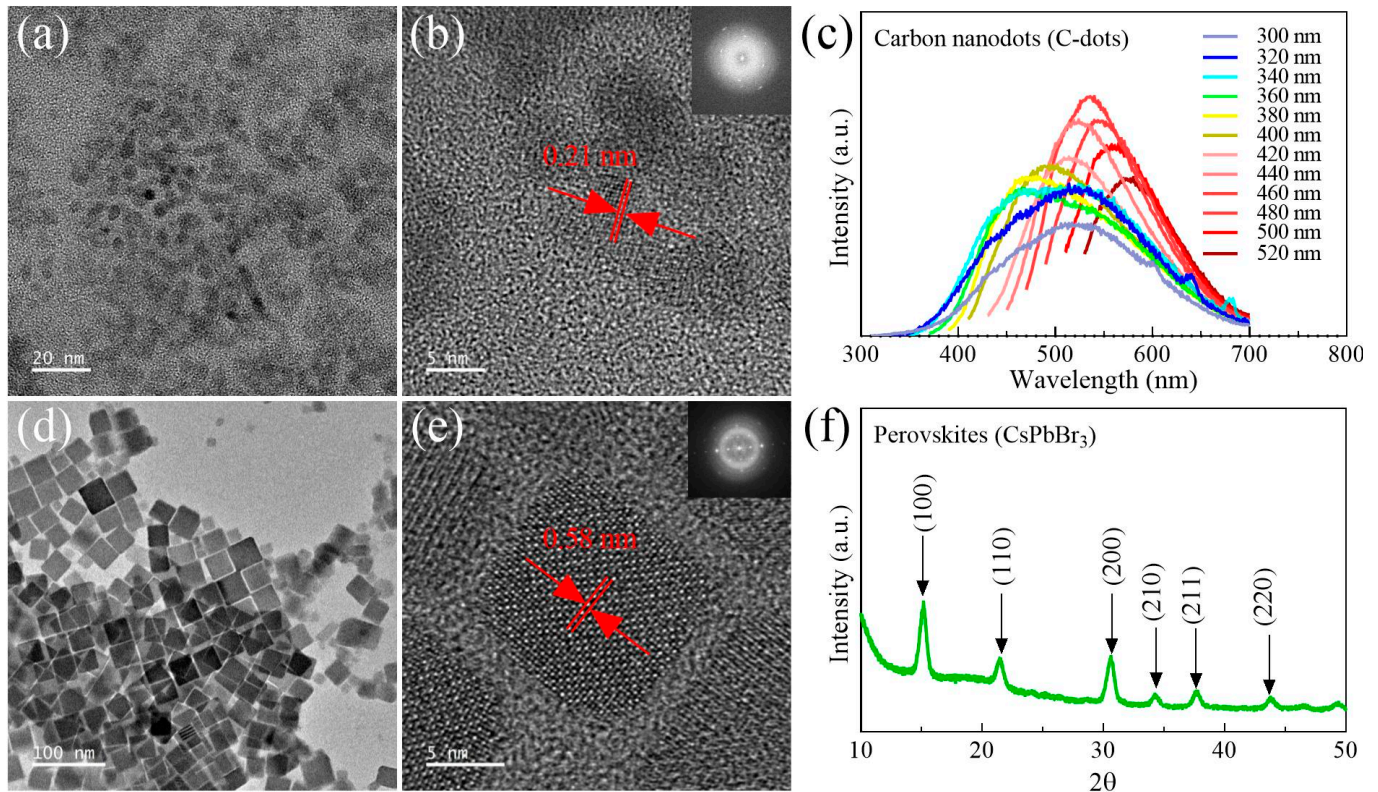 (a)
20 nm
(b)
0.21 nm
5 nm
(c)
Carbon nanodots (C-dots)
300 nm
320 nm
340 nm
360 nm
380 nm
400 nm
420 nm
440 nm
460 nm
480 nm
500 nm
520 nm
Intensity (a.u.)
300 400 500 600 700 800
Wavelength (nm)
(d)
100 nm
(e)
0.58 nm
5 nm
(f)
Perovskites (CsPbBr₃)
(100)
(110)
(200)
(210)
(211)
(220)
Intensity (a.u.)
10 20 30 40 50
2θ